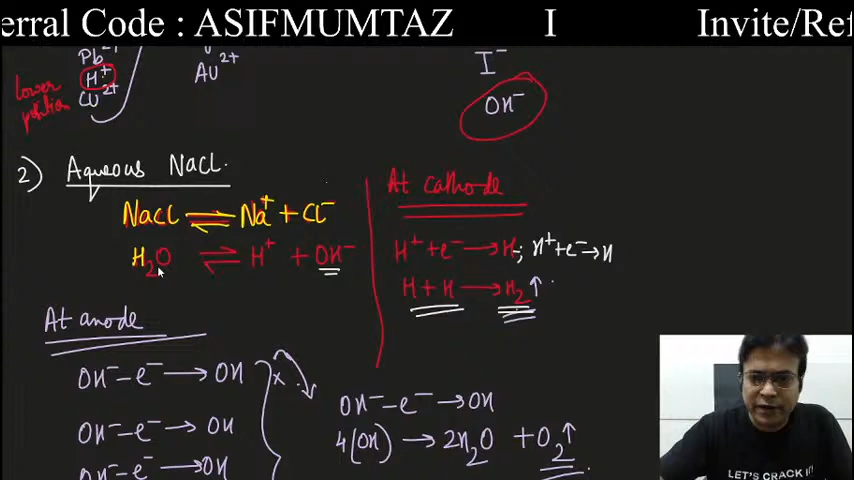 erral Code : ASIFMUMTAZ I Invite/Ref
Pb²⁺
H⁺
Cu²⁺
lower position
Au²⁺
I⁻
OH⁻
2) Aqueous NaCl.
NaCl ⇌ Na⁺ + Cl⁻
H₂O ⇌ H⁺ + OH⁻
At cathode
H⁺ + e⁻ → H ; H⁺ + e⁻ → H
H + H → H₂ ↑
At anode
OH⁻ – e⁻ → OH
OH⁻ – e⁻ → OH
OH⁻ – e⁻ → OH
x
OH⁻ – e⁻ → OH
4(OH) → 2H₂O + O₂ ↑
LET'S CRACK IT!